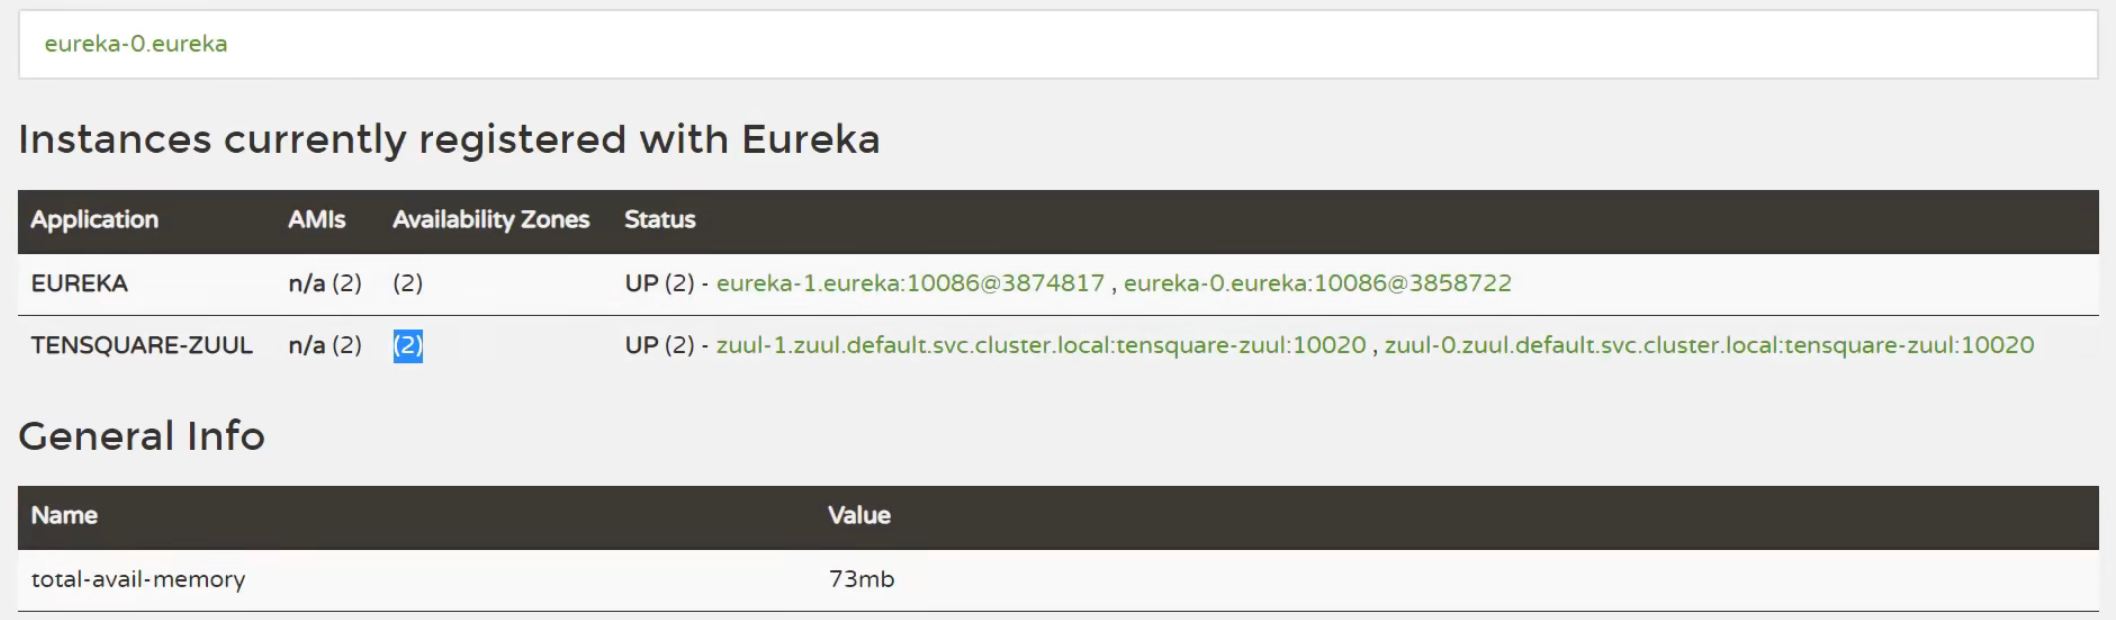 eureka-0.eureka
Instances currently registered with Eureka
Application AMIs Availability Zones Status
EUREKA n/a (2) (2) UP (2) - eureka-1.eureka:10086@3874817 , eureka-0.eureka:10086@3858722
TENSQUARE-ZUUL n/a (2) (2) UP (2) - zuul-1.zuul.default.svc.cluster.local:tensquare-zuul:10020 , zuul-0.zuul.default.svc.cluster.local:tensquare-zuul:10020
General Info
Name Value
total-avail-memory 73mb